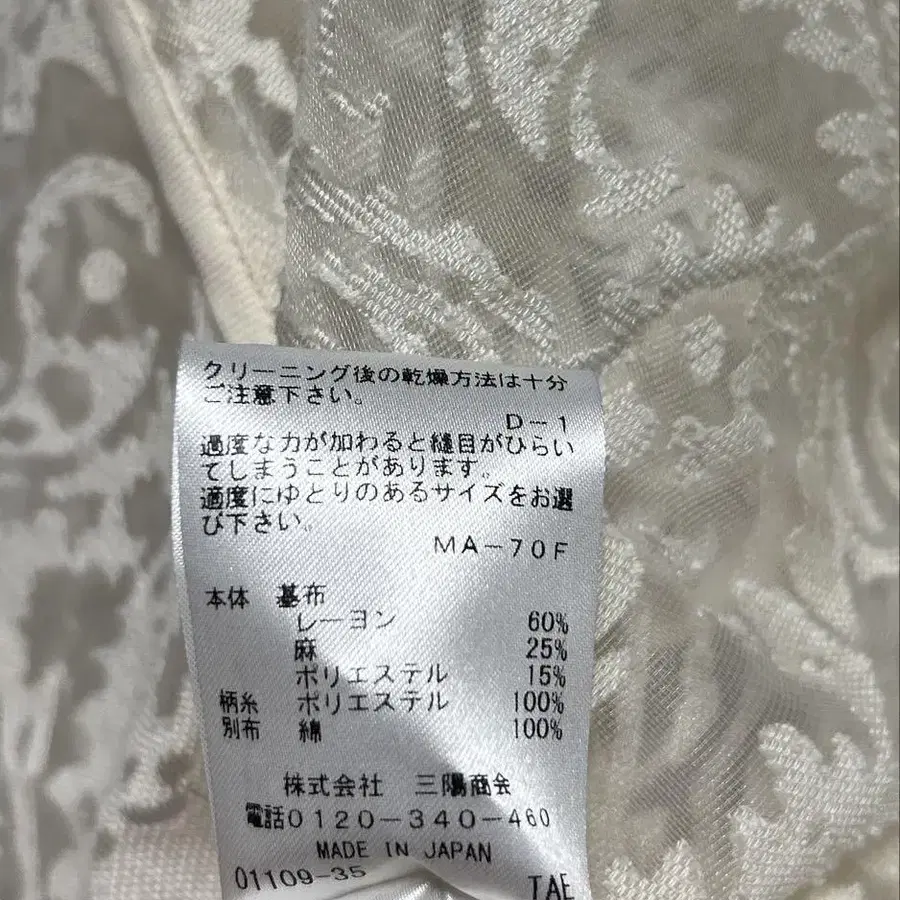 クリーニング後の乾燥方法は十分
ご注意下さい。
D-1
過度な力が加わると縫目がひらい
てしまうことがあります。
適度にゆとりのあるサイズをお選
び下さい。
MA-70F
本体 基布
レーヨン 60%
麻 25%
ポリエステル 15%
柄糸 ポリエステル 100%
別布 綿 100%
株式会社 三陽商会
電話0120-340-460
MADE IN JAPAN
01109-35
TAE